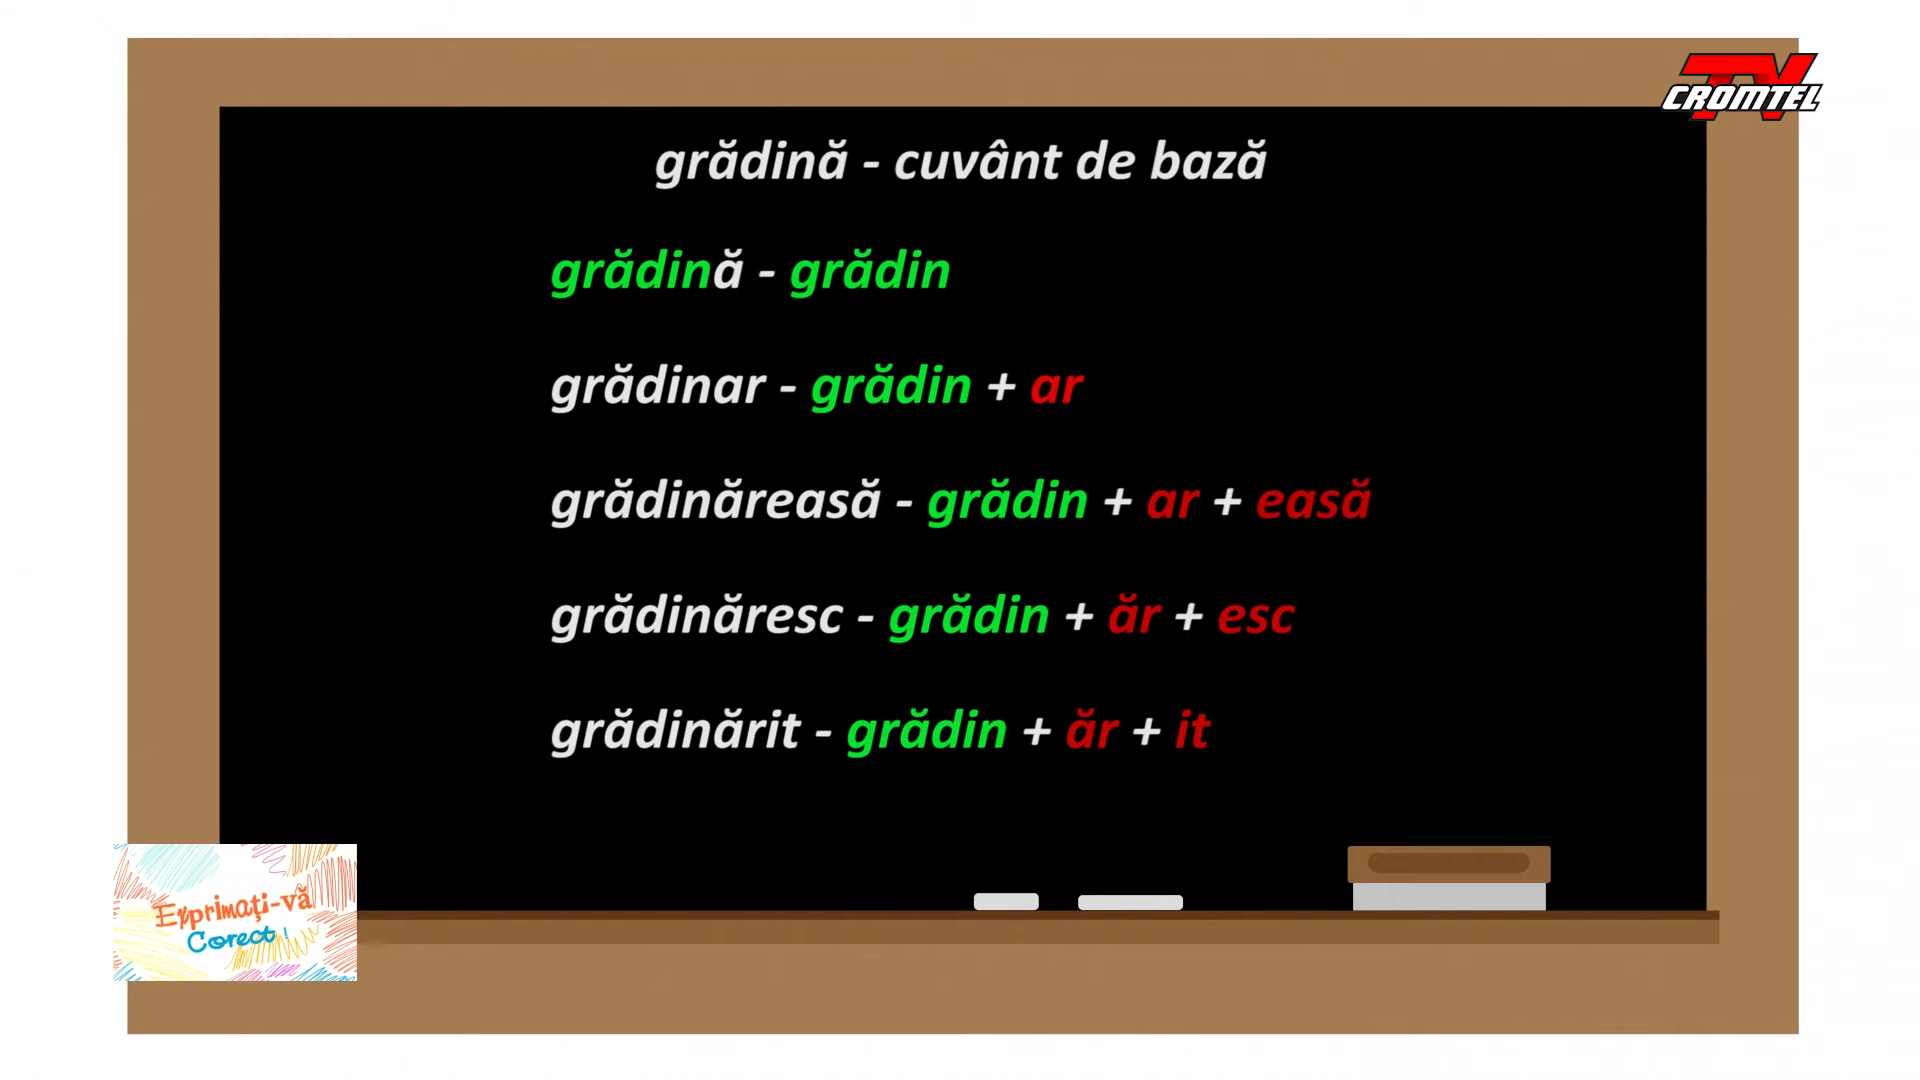 TV
CROMTEL
grădină - cuvânt de bază
grădină - grădin
grădinar - grădin + ar
grădinăreasă - grădin + ar + easă
grădinăresc - grădin + ăr + esc
grădinărit - grădin + ăr + it
Exprimați-vă
Corect !